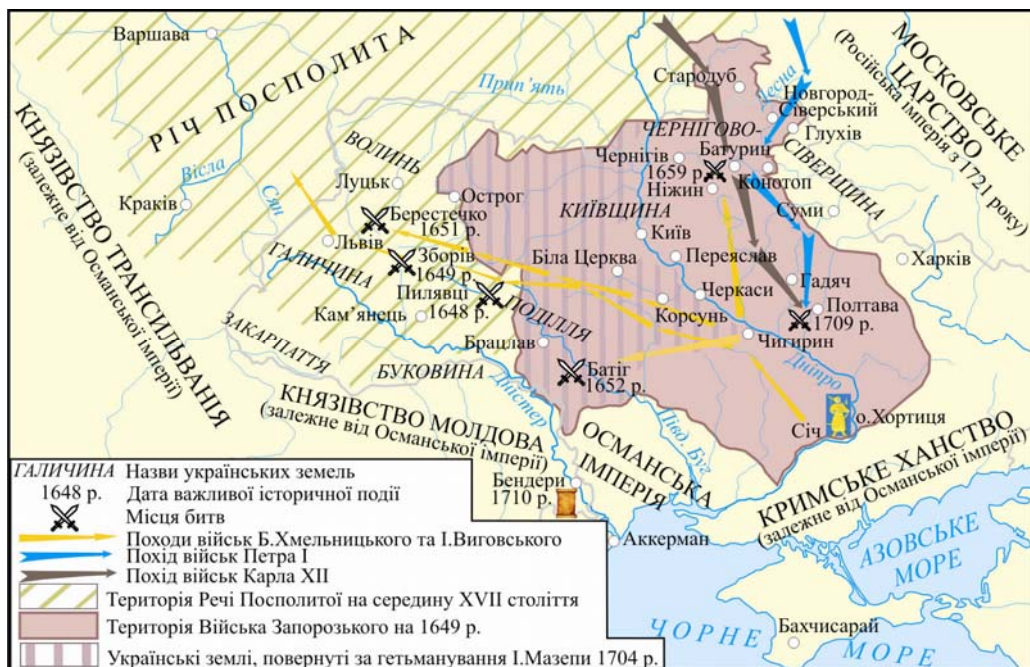 Варшава
РІЧ ПОСПОЛИТА
Прип'ять
Стародуб
Десна
МОСКОВСЬКЕ
ЦАРСТВО
(Російська імперія з 1721 року)
Новгород-
Сіверський
Глухів
КНЯЗІВСТВО ТРАНСИЛЬВАНІЯ
(залежне від Османської імперії)
Вісла
Краків
Сян
ВОЛИНЬ
Луцьк
Острог
ЧЕРНІГОВО-
СІВЕРЩИНА
Чернігів
1659 р.
Ніжин
Батурин
Конотоп
Суми
Берестечко
1651 р.
Львів
КИЇВЩИНА
Київ
Харків
ГАЛИЧИНА
Зборів
1649 р.
Пилявці
1648 р.
Біла Церква
Переяслав
Гадяч
Черкаси
Корсунь
Полтава
1709 р.
Кам'янець
ПОДІЛЛЯ
ЗАКАРПАТТЯ
Брацлав
Чигирин
БУКОВИНА
Батіг
1652 р.
Дніпро
Дністер
Півд. Буг
Січ
о.Хортиця
КНЯЗІВСТВО МОЛДОВА
(залежне від Османської імперії)
ОСМАНСЬКА
ІМПЕРІЯ
КРИМСЬКЕ ХАНСТВО
(залежне від Османської імперії)
Бендери
1710 р.
Аккерман
АЗОВСЬКЕ
МОРЕ
Бахчисарай
ЧОРНЕ МОРЕ
ГАЛИЧИНА Назви українських земель
1648 р. Дата важливої історичної події
Місця битв
Походи військ Б.Хмельницького та І.Виговського
Похід військ Петра I
Похід військ Карла XII
Територія Речі Посполитої на середину XVII століття
Територія Війська Запорозького на 1649 р.
Українські землі, повернуті за гетьманування І.Мазепи 1704 р.